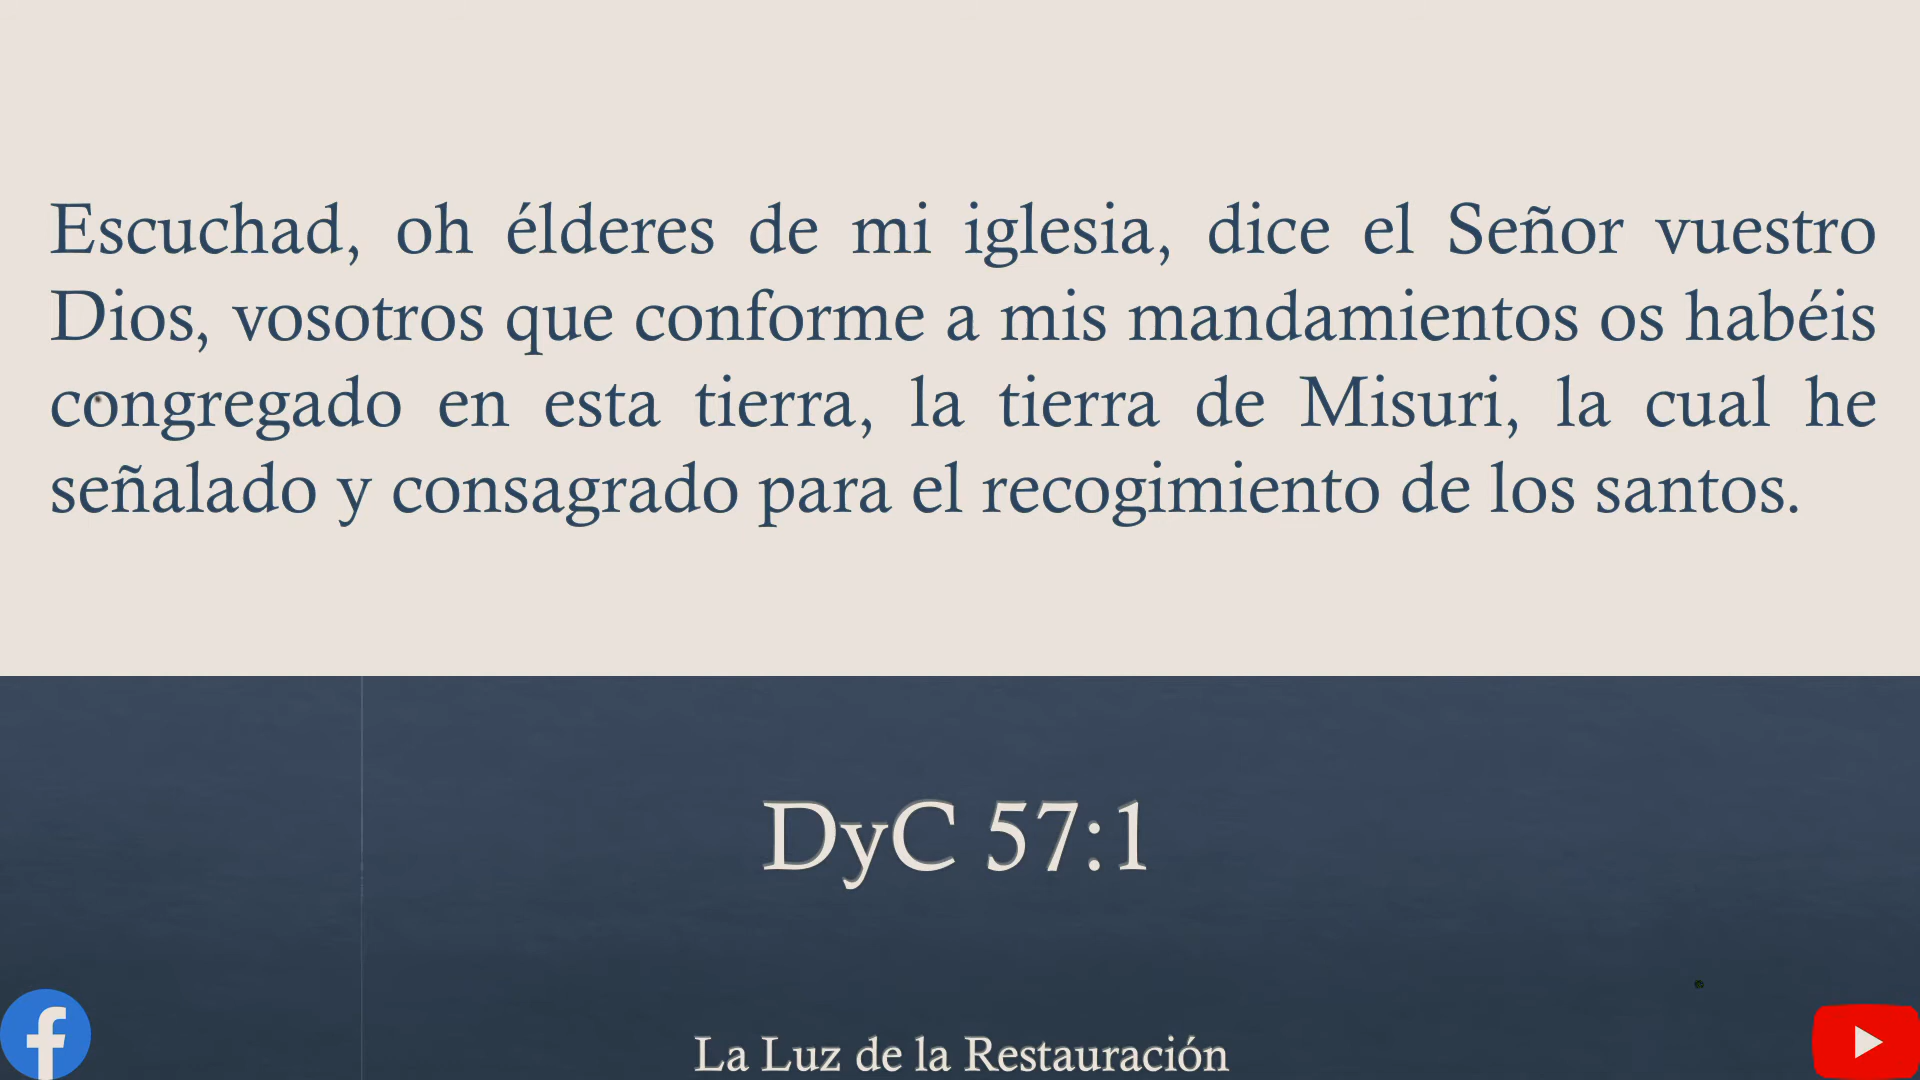 Escuchad, oh élderes de mi iglesia, dice el Señor vuestro
Dios, vosotros que conforme a mis mandamientos os habéis
congregado en esta tierra, la tierra de Misuri, la cual he
señalado y consagrado para el recogimiento de los santos.
DyC 57:1
La Luz de la Restauración